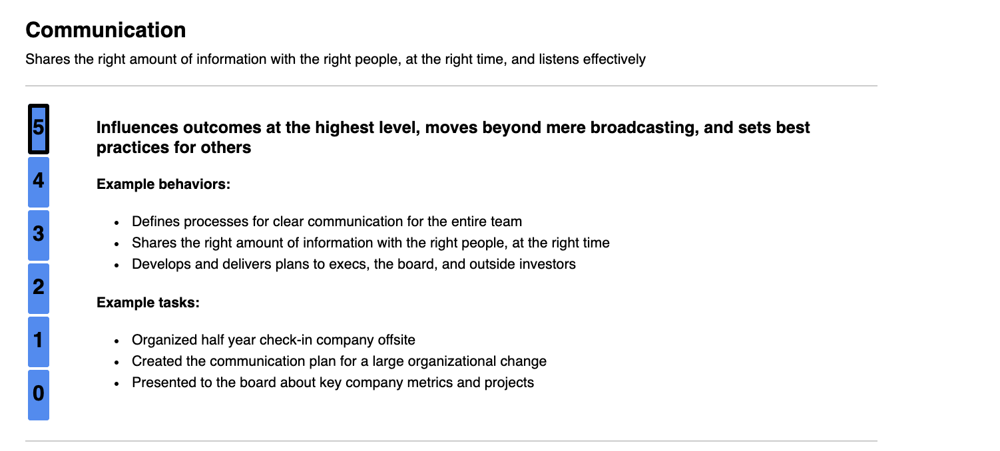 Communication
Shares the right amount of information with the right people, at the right time, and listens effectively
5
Influences outcomes at the highest level, moves beyond mere broadcasting, and sets best
practices for others
4
Example behaviors:
• Defines processes for clear communication for the entire team
3
• Shares the right amount of information with the right people, at the right time
• Develops and delivers plans to execs, the board, and outside investors
2
Example tasks:
1
• Organized half year check-in company offsite
• Created the communication plan for a large organizational change
• Presented to the board about key company metrics and projects
0